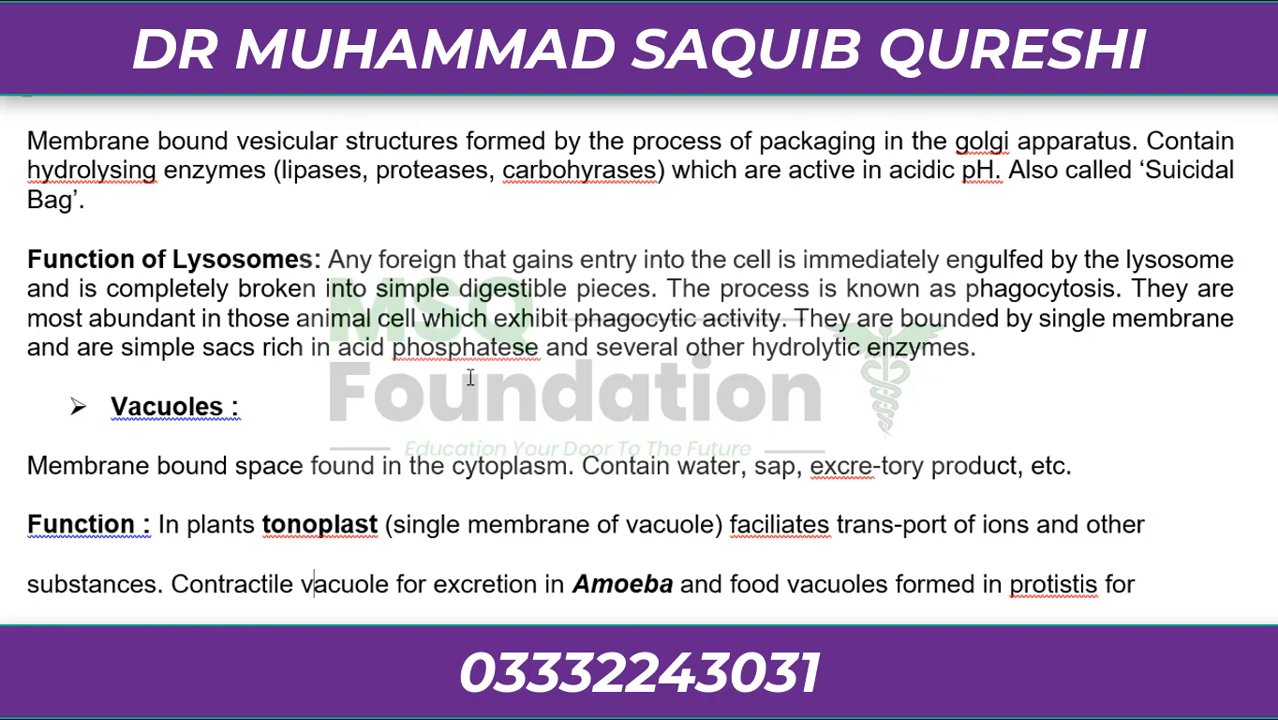 DR MUHAMMAD SAQUIB QURESHI
Membrane bound vesicular structures formed by the process of packaging in the golgi apparatus. Contain
hydrolysing enzymes (lipases, proteases, carbohyrases) which are active in acidic pH. Also called ‘Suicidal
Bag’.
Function of Lysosomes: Any foreign that gains entry into the cell is immediately engulfed by the lysosome
and is completely broken into simple digestible pieces. The process is known as phagocytosis. They are
most abundant in those animal cell which exhibit phagocytic activity. They are bounded by single membrane
and are simple sacs rich in acid phosphatese and several other hydrolytic enzymes.
MSQ
Foundation
Education Your Door To The Future
➢ Vacuoles :
Membrane bound space found in the cytoplasm. Contain water, sap, excre-tory product, etc.
Function : In plants tonoplast (single membrane of vacuole) faciliates trans-port of ions and other
substances. Contractile vacuole for excretion in Amoeba and food vacuoles formed in protistis for
03332243031